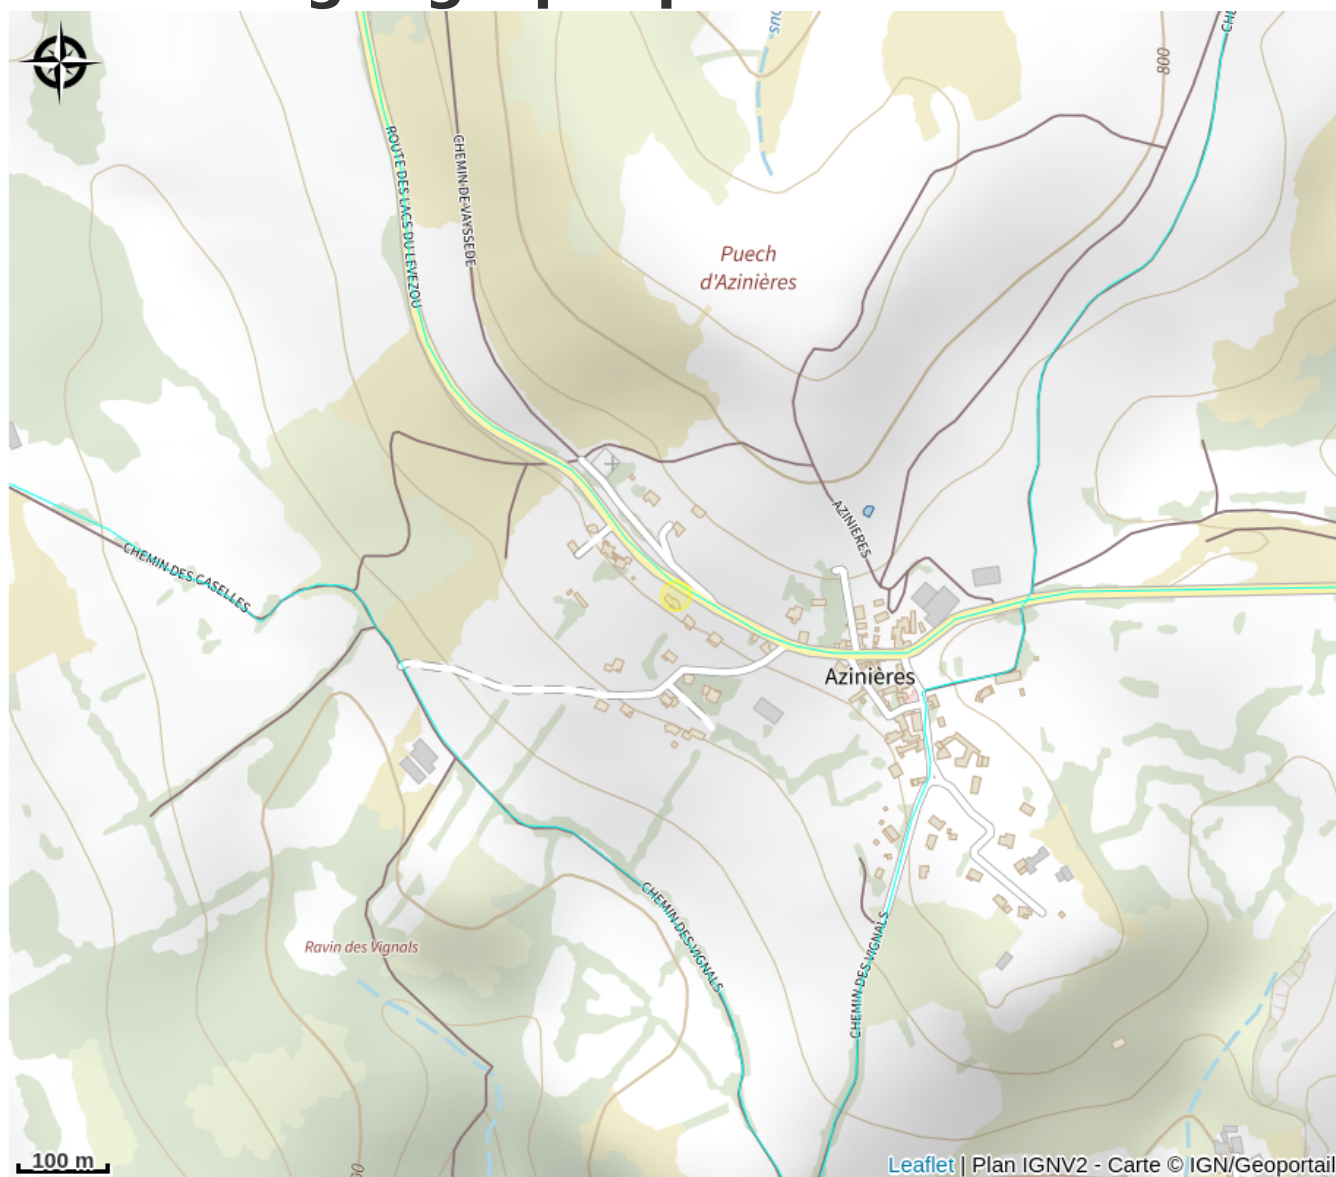 800
ROUTE DES LACS DU LEVEZOU
CHEMIN DE VAYSSEDE
Puech
d'Azinières
AZINIERES
CHEMIN DES CASELLES
Azinières
CHEMIN DES VIGNALS
CHEMIN DES VIGNALS
Ravin des Vignals
100 m
Leaflet | Plan IGNV2 - Carte © IGN/Geoportail